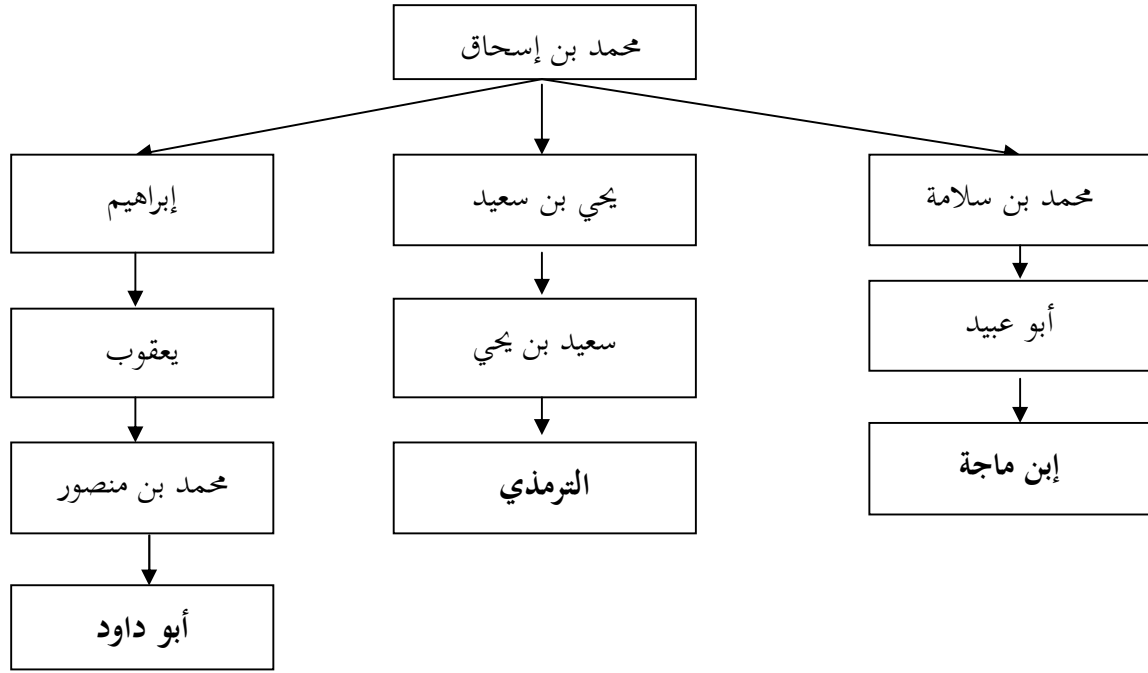 محمد بن إسحاق
محمد بن سلامة
يحي بن سعيد
إبراهيم
أبو عبيد
سعيد بن يحي
يعقوب
إبن ماجة
الترمذي
محمد بن منصور
أبو داود